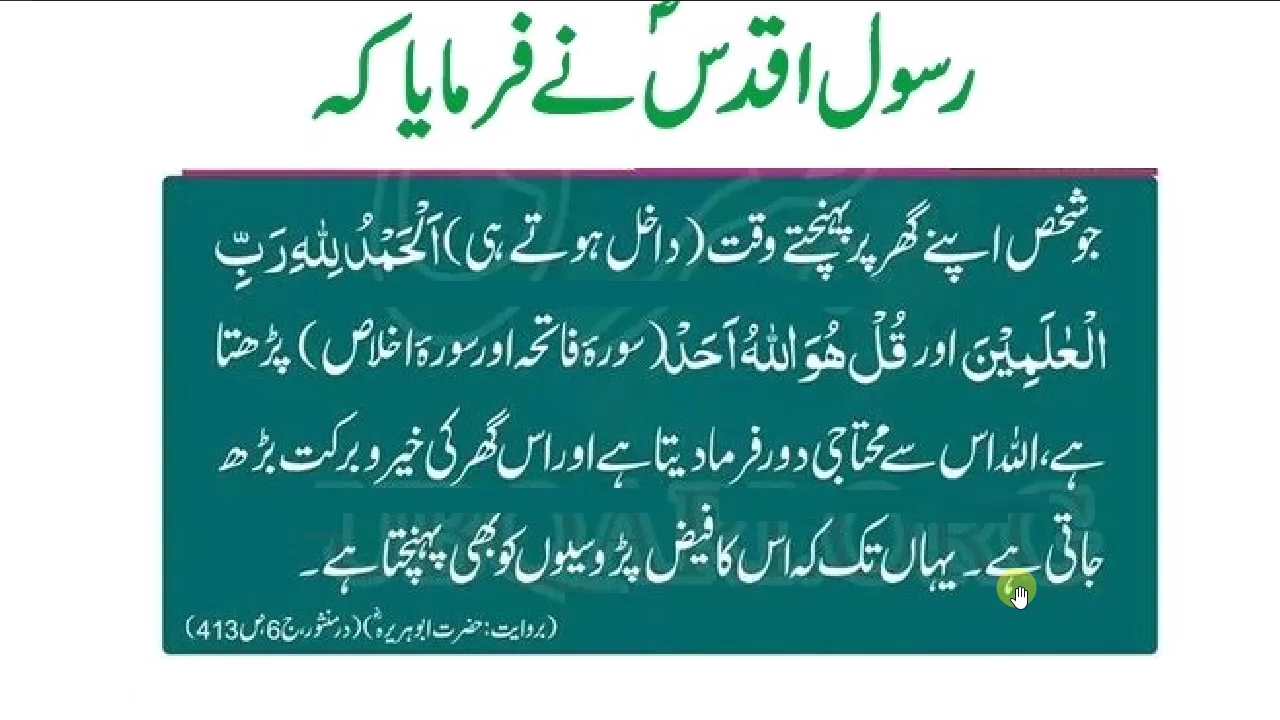 رسول اقدسؐ نے فرمایا کہ
جو شخص اپنے گھر پر پہنچتے وقت (داخل ہوتے ہی) اَلْحَمْدُ لِلّٰهِ رَبِّ
الْعٰلَمِيْنَ اور قُلْ هُوَ اللّٰهُ اَحَدْ (سورۃ فاتحہ اور سورۃ اخلاص) پڑھتا
ہے، اللہ اس سے محتاجی دور فرما دیتا ہے اور اس گھر کی خیر و برکت بڑھ
جاتی ہے۔ یہاں تک کہ اس کا فیض پڑوسیوں کو بھی پہنچتا ہے۔
(بروایت: حضرت ابوہریرہؓ) (درمنثور، ج 6، ص 413)